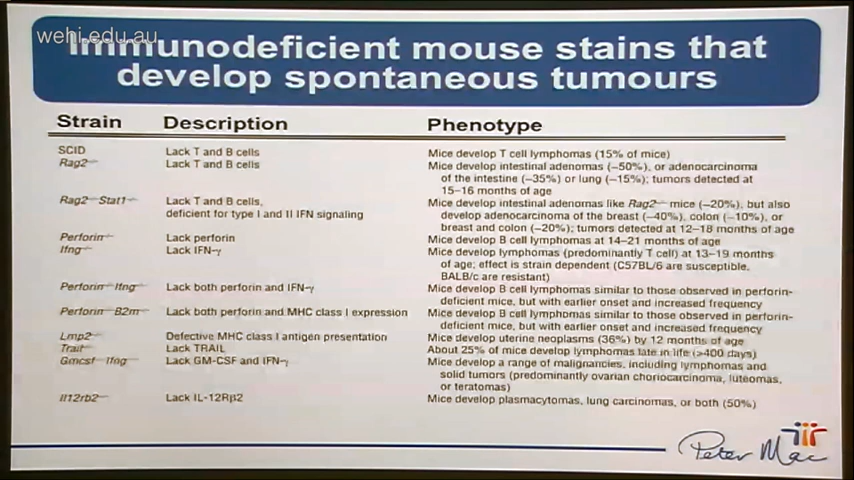 wehi.edu.au
Immunodeficient mouse stains that
develop spontaneous tumours
Strain Description Phenotype
SCID Lack T and B cells Mice develop T cell lymphomas (15% of mice)
Rag2–/– Lack T and B cells Mice develop intestinal adenomas (~50%), or adenocarcinoma
of the intestine (~35%) or lung (~15%); tumors detected at
15–16 months of age
Rag2–/–Stat1–/– Lack T and B cells, Mice develop intestinal adenomas like Rag2–/– mice (~20%), but also
deficient for type I and II IFN signaling develop adenocarcinoma of the breast (~40%), colon (~10%), or
breast and colon (~20%); tumors detected at 12–18 months of age
Perforin–/– Lack perforin Mice develop B cell lymphomas at 14–21 months of age
Ifng–/– Lack IFN-γ Mice develop lymphomas (predominantly T cell) at 13–19 months
of age; effect is strain dependent (C57BL/6 are susceptible,
BALB/c are resistant)
Perforin–/–Ifng–/– Lack both perforin and IFN-γ Mice develop B cell lymphomas similar to those observed in perforin-
deficient mice, but with earlier onset and increased frequency
Perforin–/–B2m–/– Lack both perforin and MHC class I expression Mice develop B cell lymphomas similar to those observed in perforin-
deficient mice, but with earlier onset and increased frequency
Lmp2–/– Defective MHC class I antigen presentation Mice develop uterine neoplasms (36%) by 12 months of age
Trail–/– Lack TRAIL About 25% of mice develop lymphomas late in life (>400 days)
Gmcsf–/–Ifng–/– Lack GM-CSF and IFN-γ Mice develop a range of malignancies, including lymphomas and
solid tumors (predominantly ovarian choriocarcinoma, luteomas,
or teratomas)
Il12rb2–/– Lack IL-12Rβ2 Mice develop plasmacytomas, lung carcinomas, or both (50%)
Peter Mac